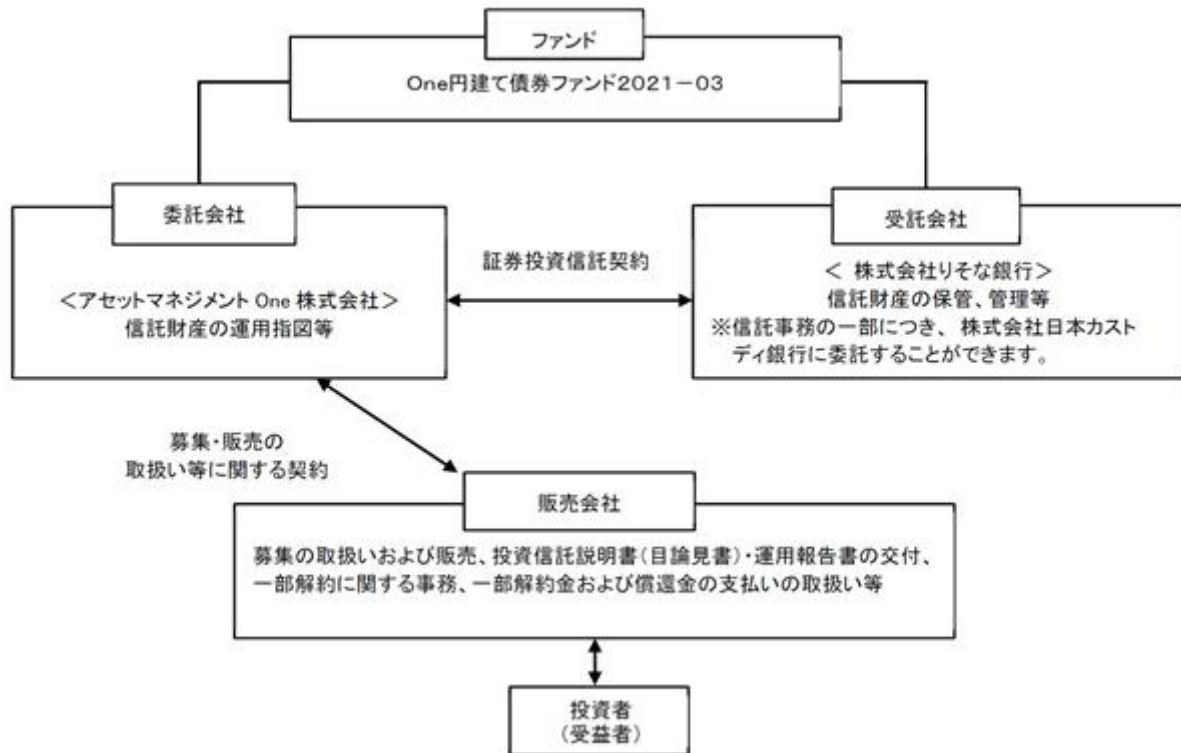 ファンド
One円建て債券ファンド2021－03
委託会社
＜アセットマネジメント One 株式会社＞
信託財産の運用指図等
証券投資信託契約
受託会社
＜ 株式会社りそな銀行＞
信託財産の保管、管理等
※信託事務の一部につき、 株式会社日本カスト
ディ銀行に委託することができます。
募集・販売の
取扱い等に関する契約
販売会社
募集の取扱いおよび販売、投資信託説明書（目論見書）・運用報告書の交付、
一部解約に関する事務、一部解約金および償還金の支払いの取扱い等
投資者
（受益者）